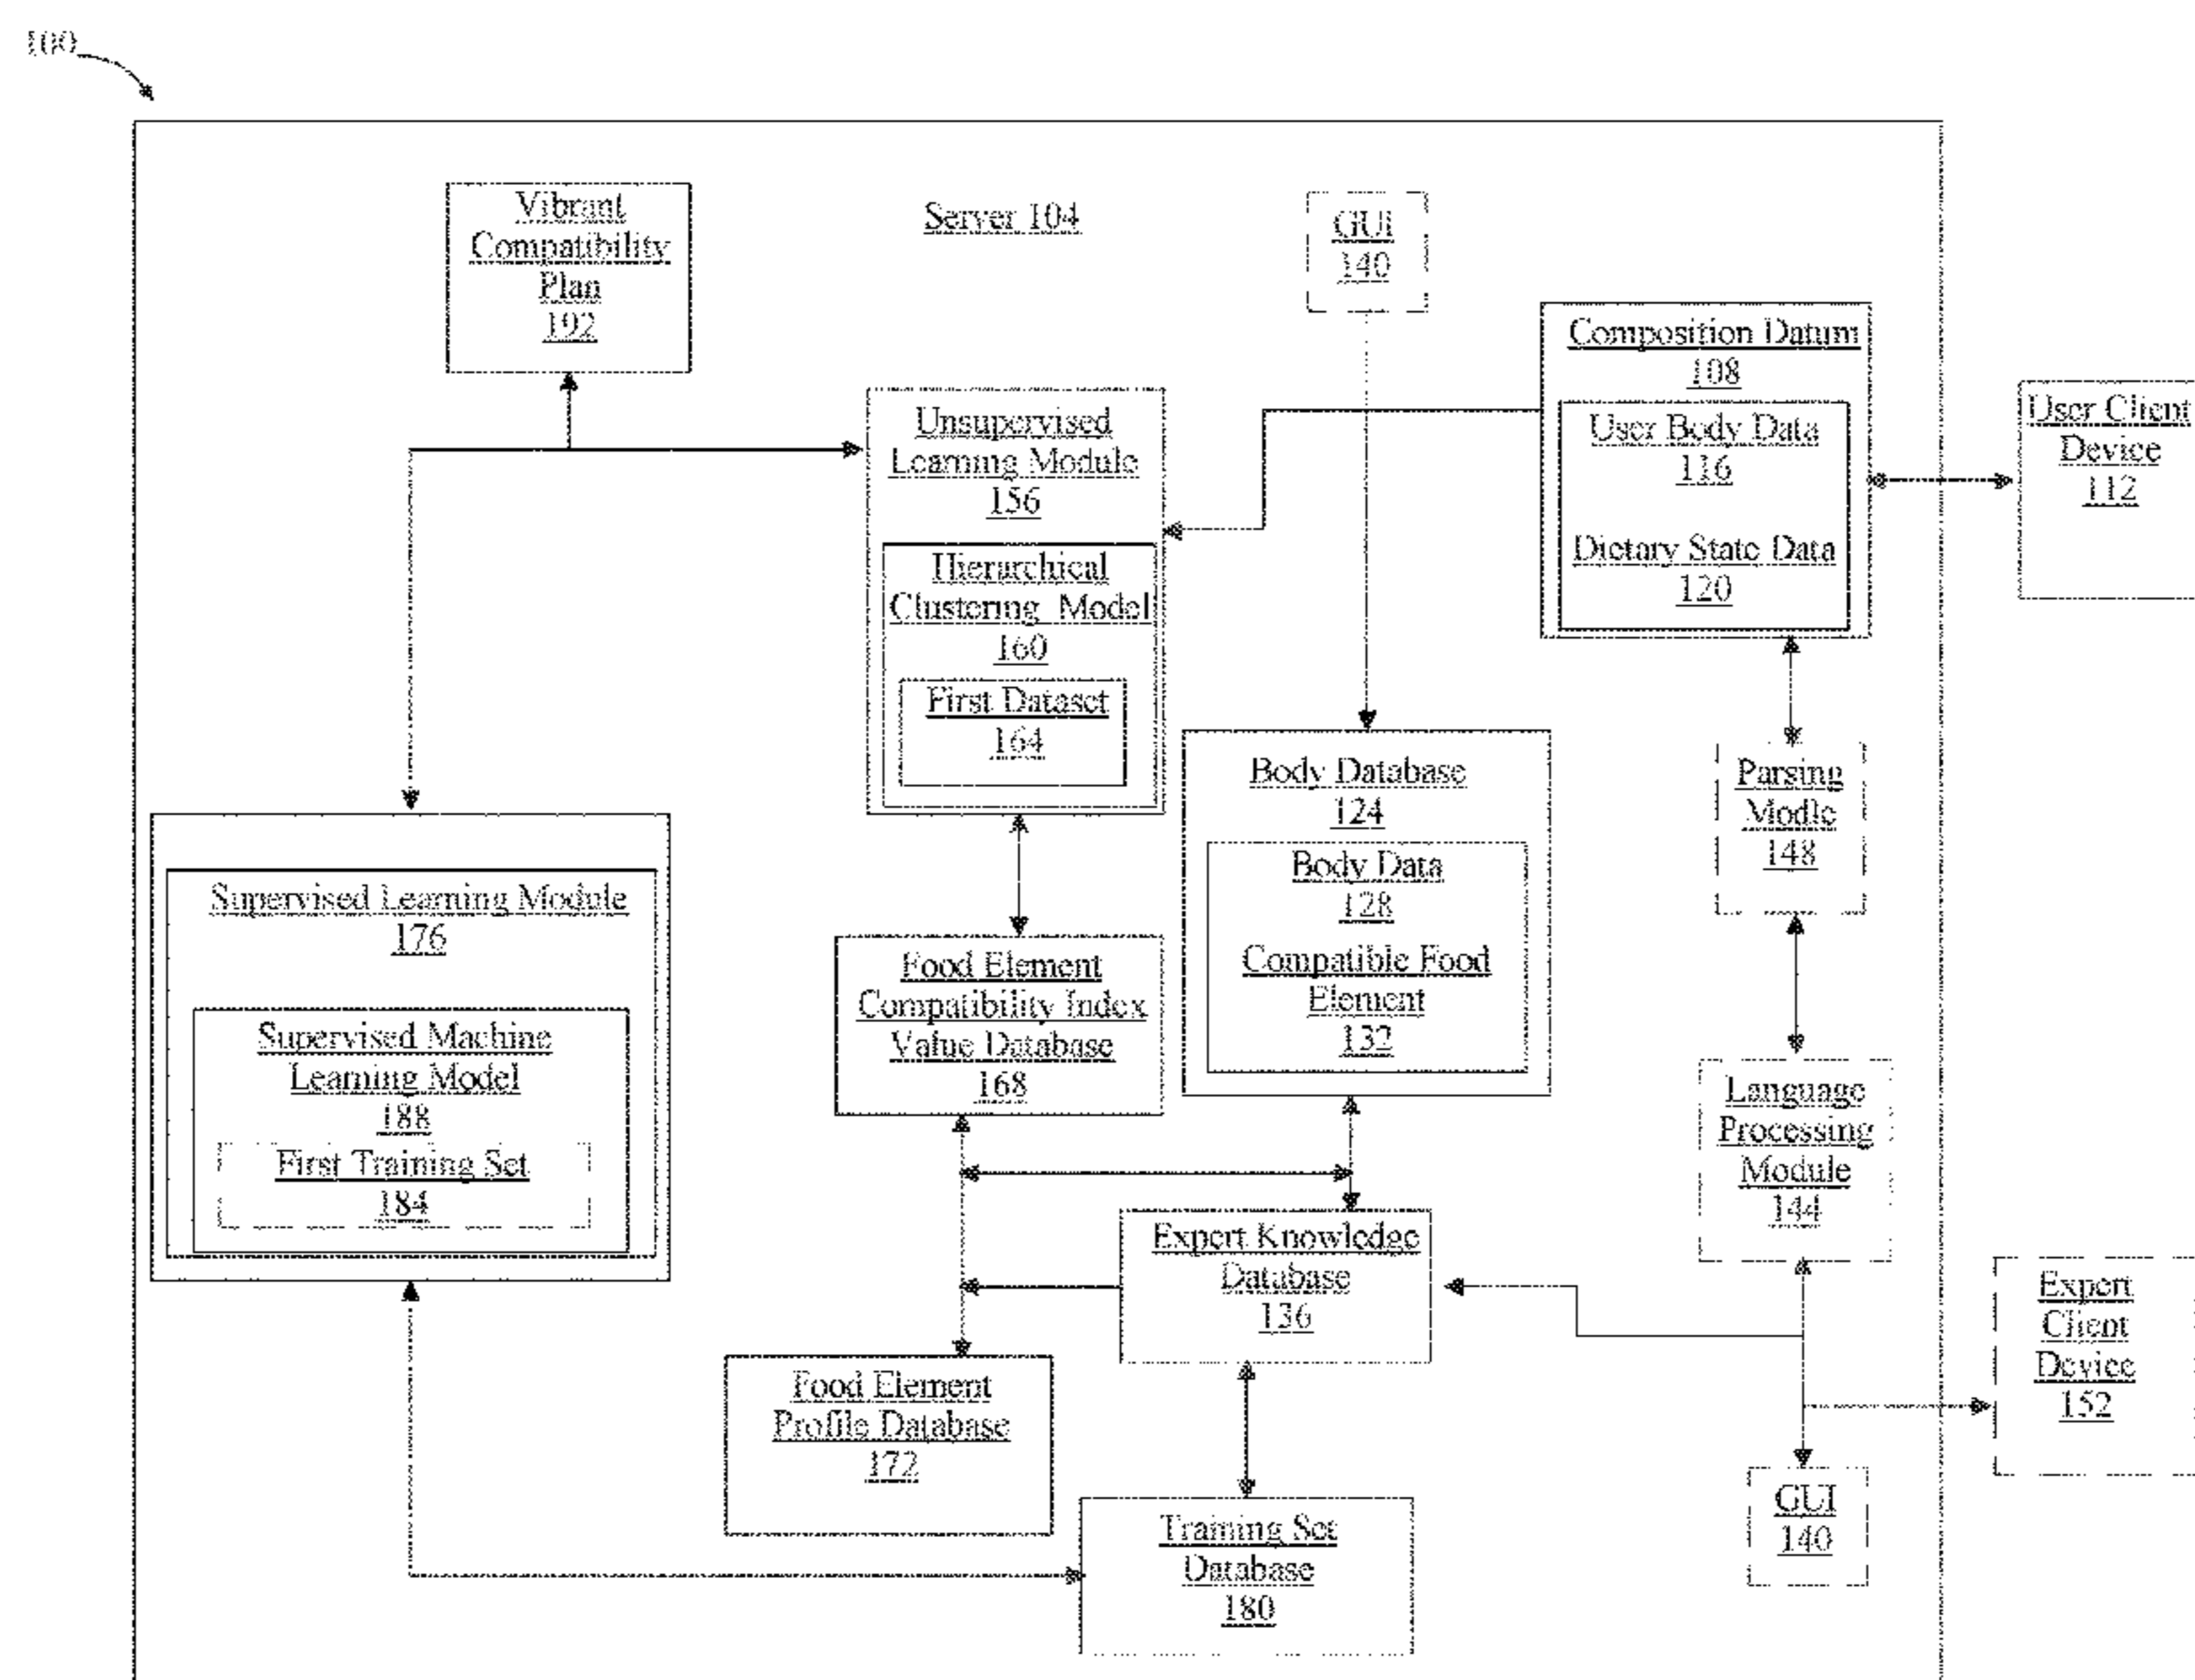 100
Vibrant
Compatibility
Plan
192
Server 104
GUI
140
Composition Datum
108
User Body Data
116
Dietary State Data
120
User Client
Device
112
Unsupervised
Learning Module
156
Hierarchical
Clustering Model
160
First Dataset
164
Body Database
124
Body Data
128
Compatible Food
Element
132
Parsing
Modle
148
Supervised Learning Module
176
Supervised Machine
Learning Model
188
First Training Set
184
Food Element
Compatibility Index
Value Database
168
Language
Processing
Module
144
Expert Knowledge
Database
136
Expert
Client
Device
152
Food Element
Profile Database
172
GUI
140
Training Set
Database
180